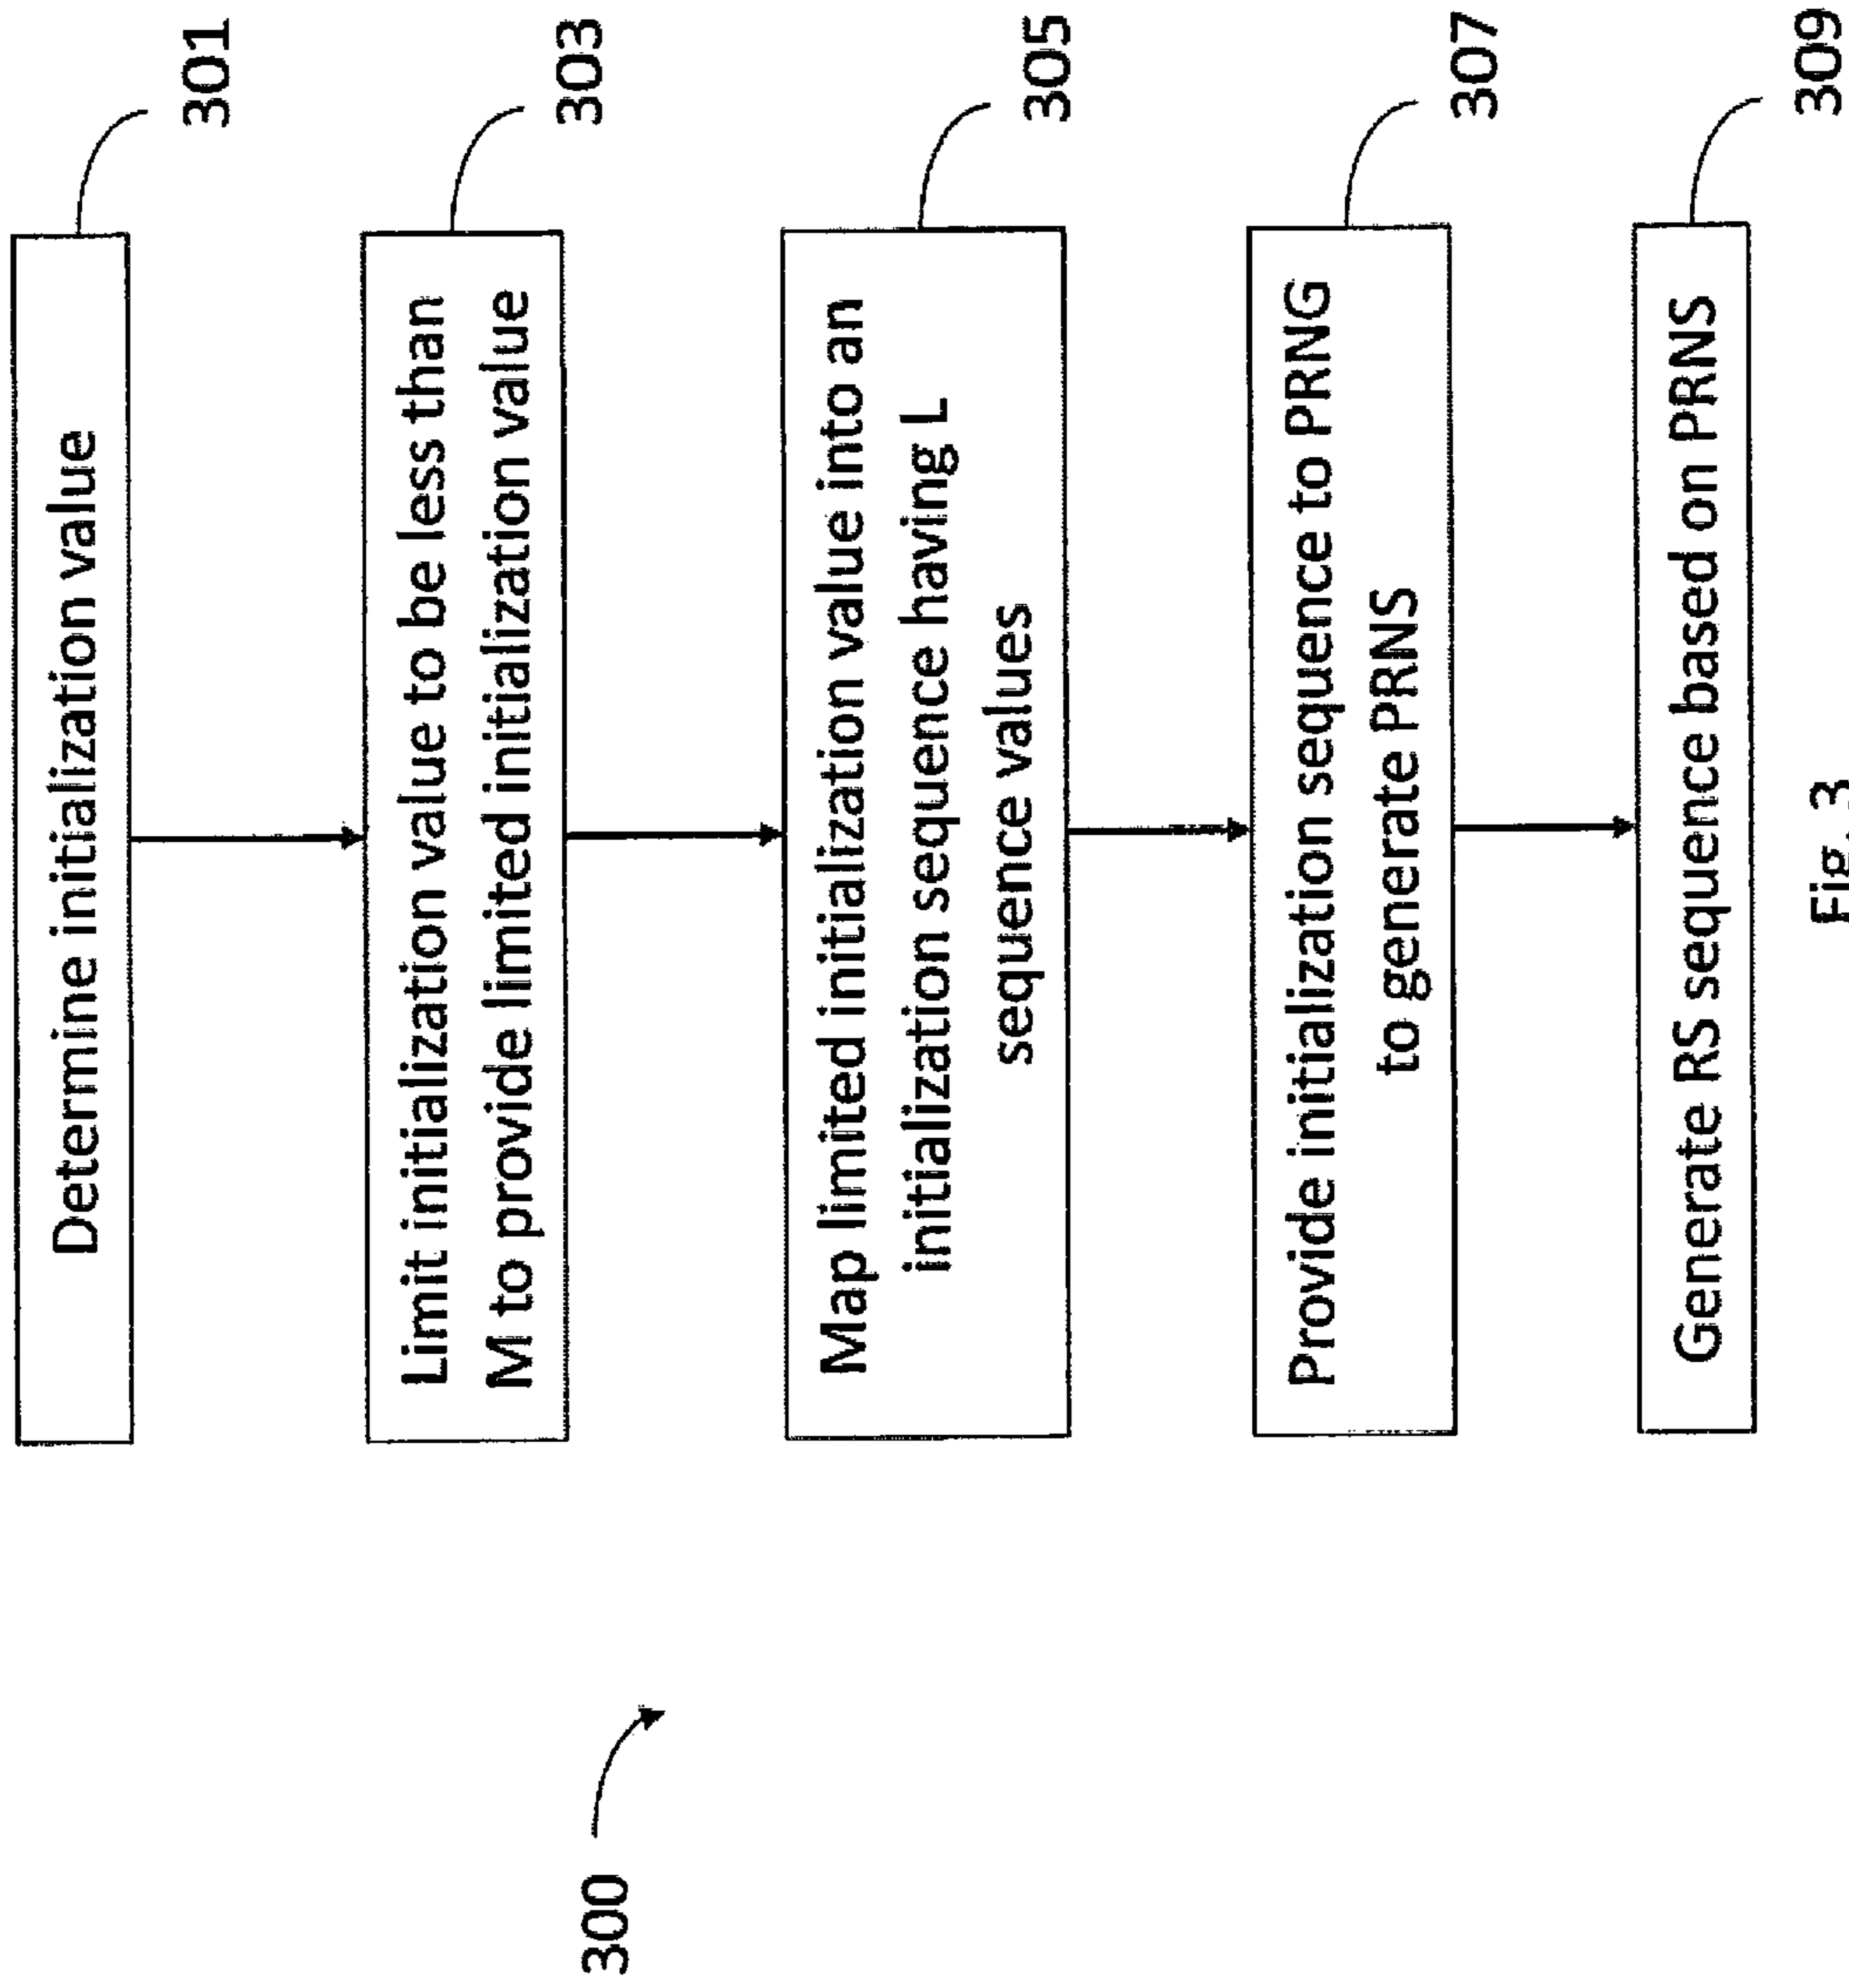 300
Determine initialization value
301
Limit initialization value to be less than
M to provide limited initialization value
303
Map limited initialization value into an
initialization sequence having L
sequence values
305
Provide initialization sequence to PRNG
to generate PRNS
307
Generate RS sequence based on PRNS
309
Fig. 3